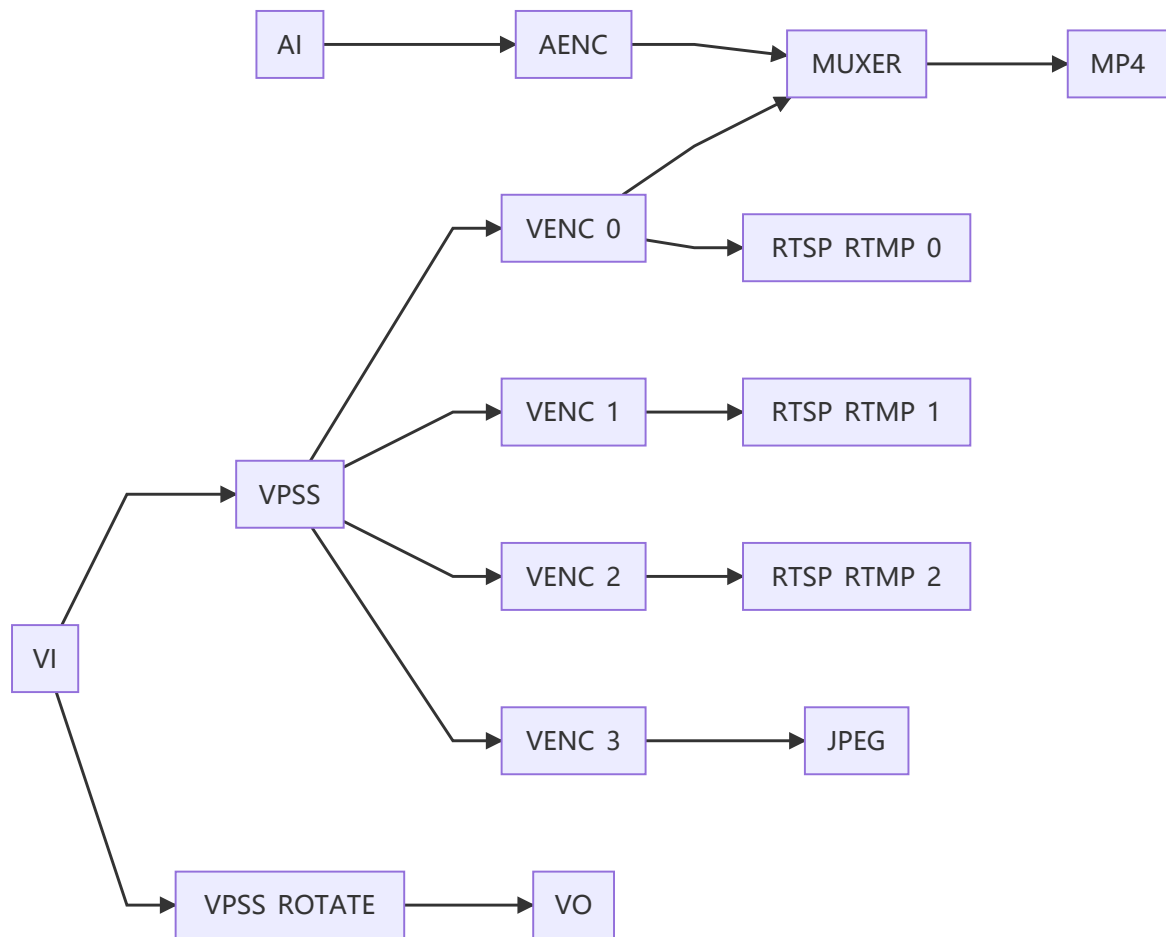 AI
AENC
MUXER
MP4
VENC 0
RTSP RTMP 0
VENC 1
RTSP RTMP 1
VPSS
VENC 2
RTSP RTMP 2
VI
VENC 3
JPEG
VPSS ROTATE
VO